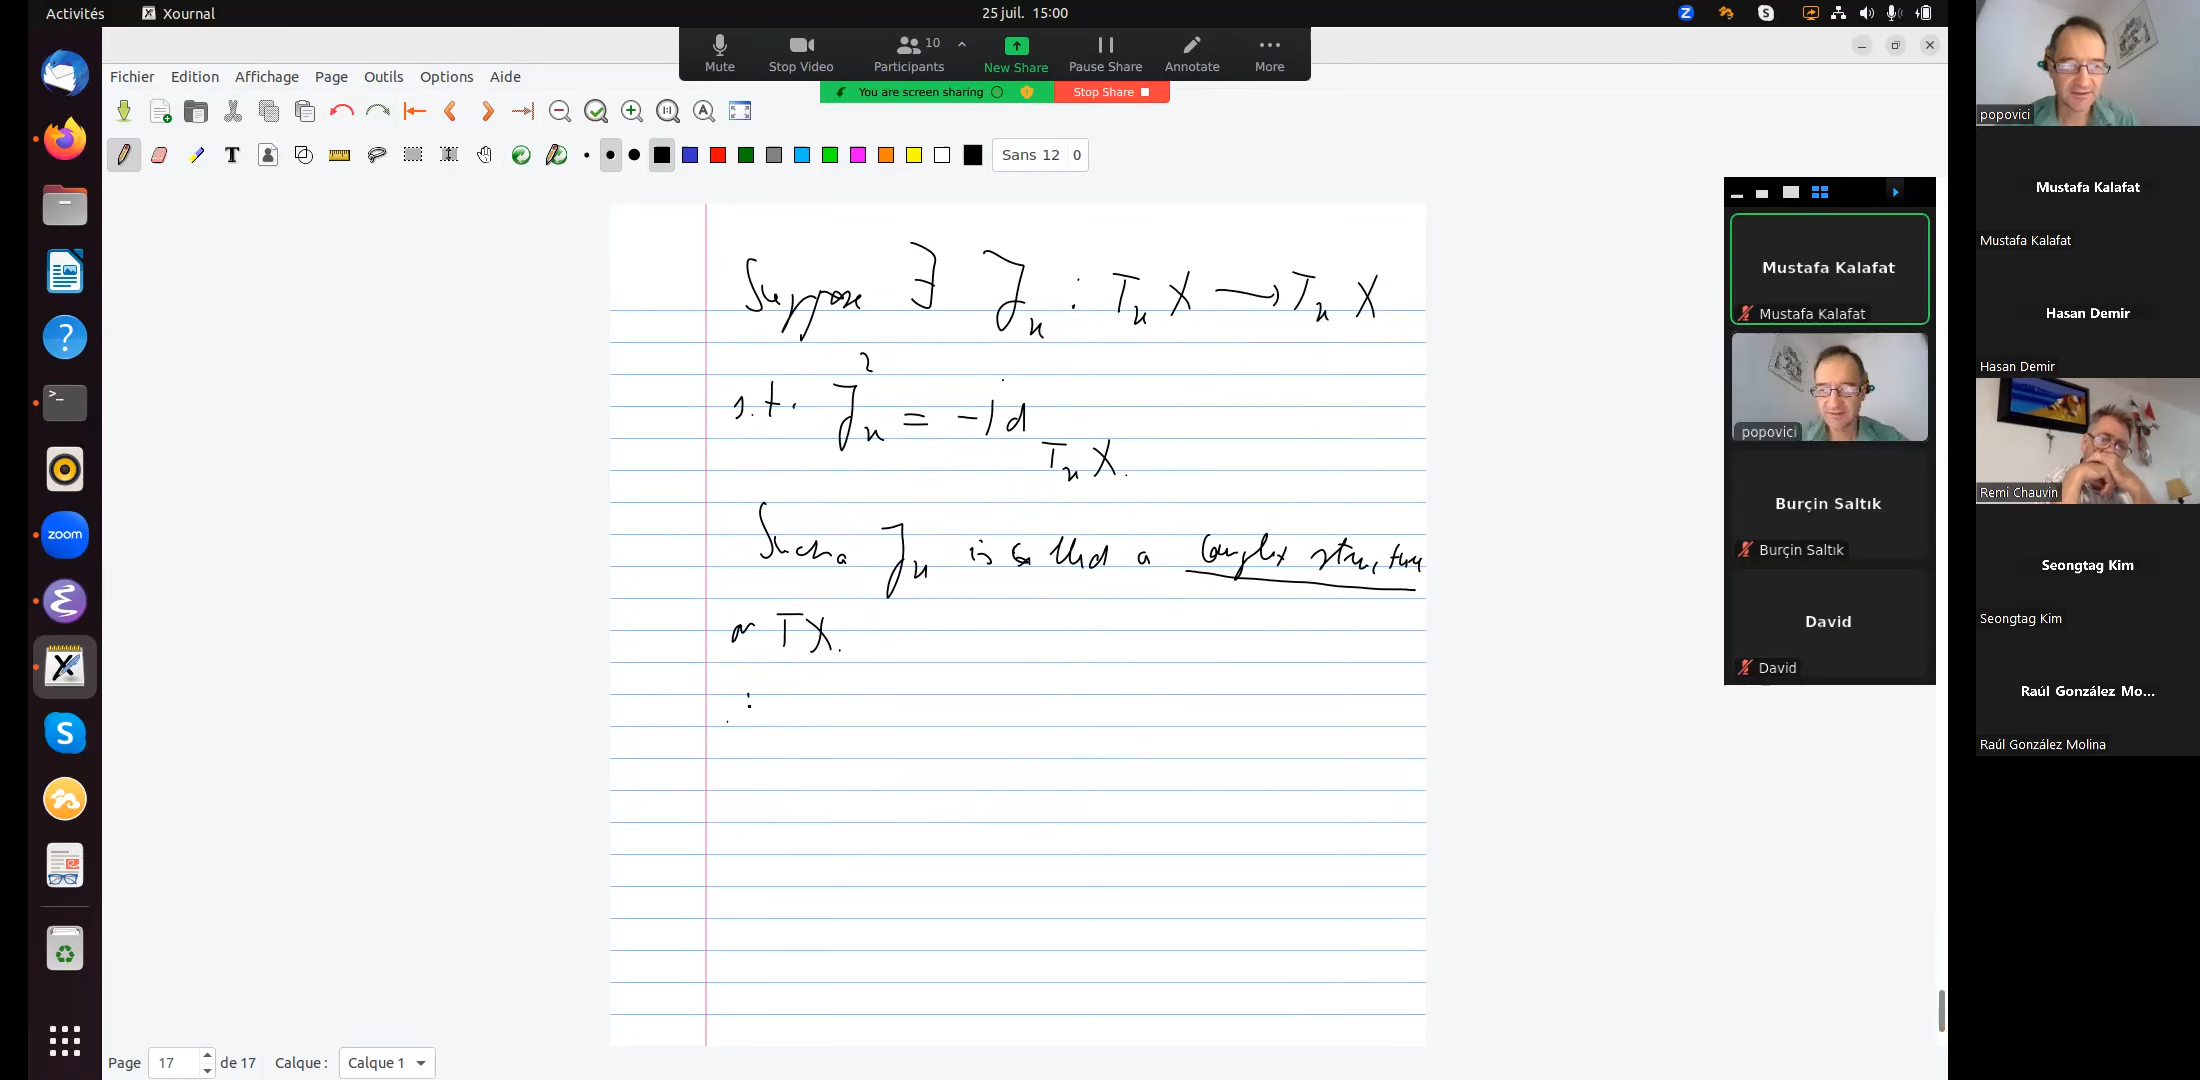 Activités
Xournal
25 juil. 15:00
Mute
Stop Video
Participants
10
New Share
Pause Share
Annotate
More
You are screen sharing
Stop Share
Fichier
Edition
Affichage
Page
Outils
Options
Aide
Sans 12
0
Suppose ∃ J_x : T_x X ⟶ T_x X
s.t. J_x² = -id_{T_x X}.
Such a J_x is called a complex structure
on TX.
:
Mustafa Kalafat
Mustafa Kalafat
popovici
Burçin Saltık
Burçin Saltık
David
David
popovici
Mustafa Kalafat
Mustafa Kalafat
Hasan Demir
Hasan Demir
Remi Chauvin
Seongtag Kim
Seongtag Kim
Raúl González Mo...
Raúl González Molina
zoom
Page
17
de 17
Calque :
Calque 1